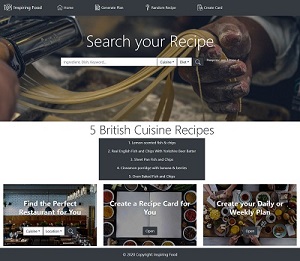 Inspiring Food
Home
Generate Plan
Random Recipe
Create Card
Search your Recipe
Ingredient, Dish, Keyword...
Cuisine
Diet
5 British Cuisine Recipes
1. Lemon scented fish & chips
2. Real English Fish and Chips With Yorkshire Beer Batter
3. Sheet Pan Fish and Chips
4. Cinnamon porridge with banana & berries
5. Oven Baked Fish and Chips
Find the Perfect
Restaurant for You
Cuisine
Location
Create a Recipe Card for
You
Open
Create your Daily or
Weekly Plan
Open
© 2020 Copyright: Inspiring Food